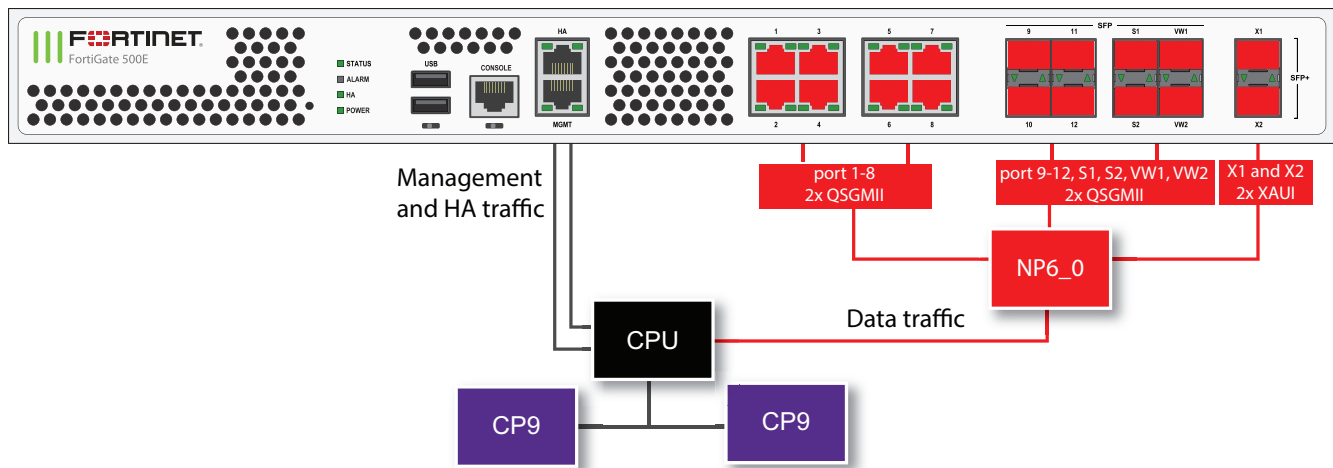 FORTINET.
FortiGate 500E
STATUS
ALARM
HA
POWER
USB
CONSOLE
HA
MGMT
1 3
2 4
5 7
6 8
SFP
9 11 S1 VW1
10 12 S2 VW2
X1
X2
SFP+
Management
and HA traffic
port 1-8
2x QSGMII
port 9-12, S1, S2, VW1, VW2
2x QSGMII
X1 and X2
2x XAUI
NP6_0
Data traffic
CPU
CP9
CP9